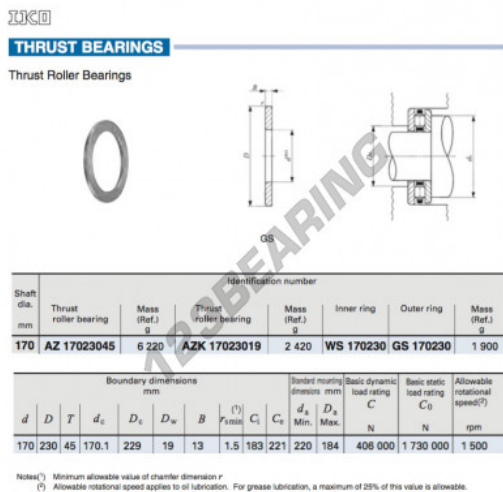 IKO
THRUST BEARINGS
Thrust Roller Bearings
B
r
D
GS
123BEARING
Identification number
Shaft dia. mm Thrust roller bearing Mass (Ref.) g Thrust roller bearing Mass (Ref.) g Inner ring Outer ring Mass (Ref.) g
170 AZ 17023045 6 220 AZK 17023019 2 420 WS 170230 GS 170230 1 900
Boundary dimensions mm Standard mounting dimensions mm Basic dynamic load rating C N Basic static load rating C₀ N Allowable rotational speed(²) rpm
d D T dc Dc Dw B rsmin(¹) Ci Ce da Min. Da Max.
170 230 45 170.1 229 19 13 1.5 183 221 220 184 406 000 1 730 000 1 500
Notes(¹) Minimum allowable value of chamfer dimension r
(²) Allowable rotational speed applies to oil lubrication. For grease lubrication, a maximum of 25% of this value is allowable.